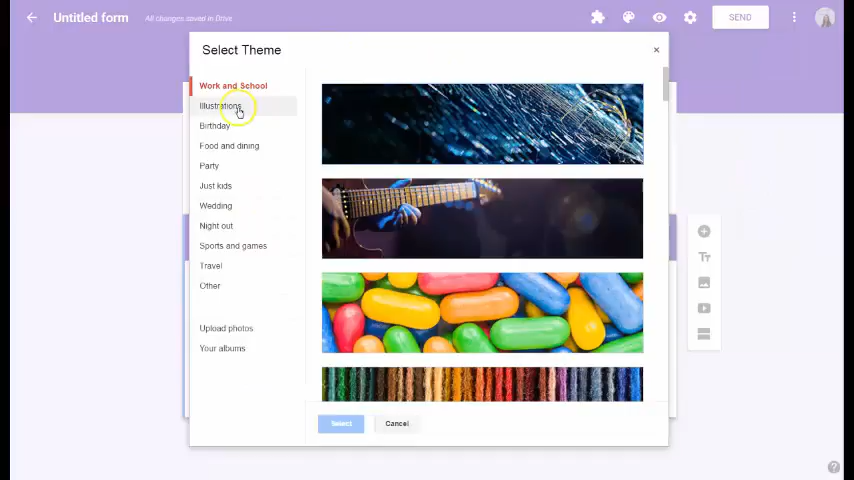 Untitled form
All changes saved in Drive
SEND
Select Theme
×
Work and School
Illustrations
Birthday
Food and dining
Party
Just kids
Wedding
Night out
Sports and games
Travel
Other
Upload photos
Your albums
Tт
Select
Cancel
?